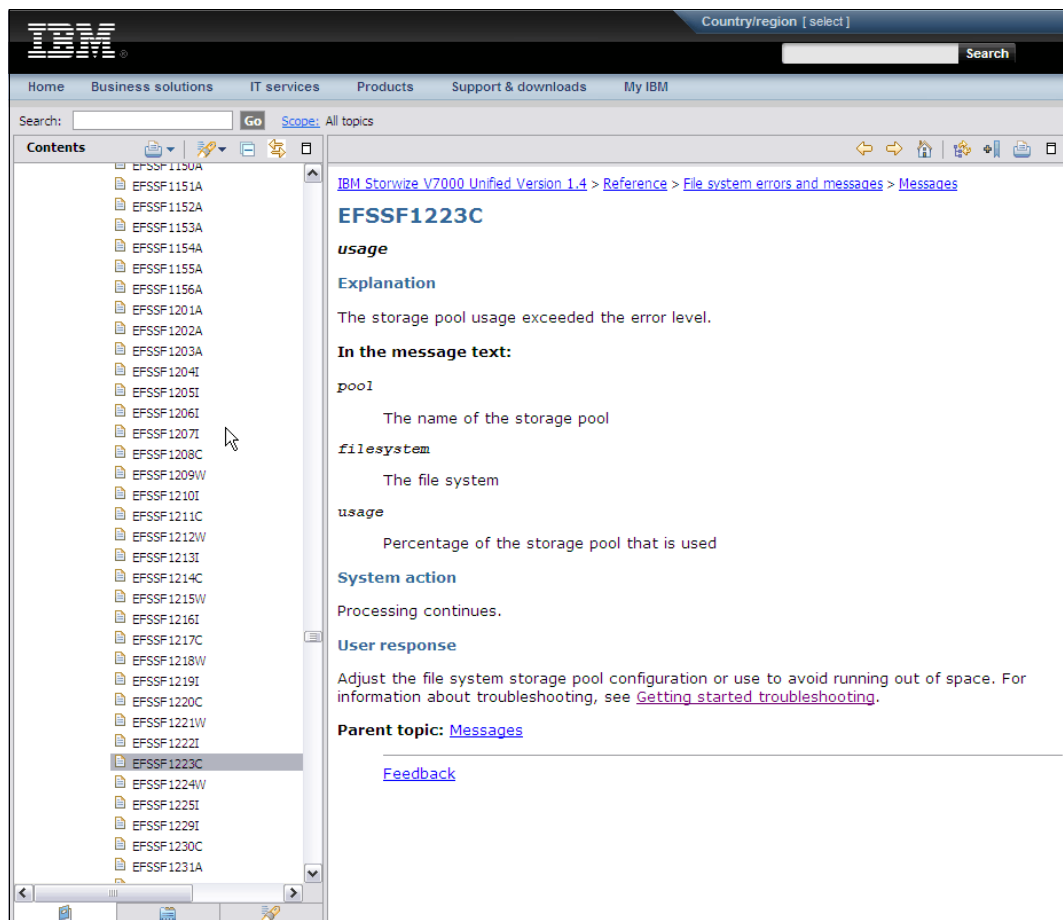 Country/region [ select ]
IBM ®
Search
Home Business solutions IT services Products Support & downloads My IBM
Search: Go Scope: All topics
Contents
EFSSF1150A
EFSSF1151A
EFSSF1152A
EFSSF1153A
EFSSF1154A
EFSSF1155A
EFSSF1156A
EFSSF1201A
EFSSF1202A
EFSSF1203A
EFSSF1204I
EFSSF1205I
EFSSF1206I
EFSSF1207I
EFSSF1208C
EFSSF1209W
EFSSF1210I
EFSSF1211C
EFSSF1212W
EFSSF1213I
EFSSF1214C
EFSSF1215W
EFSSF1216I
EFSSF1217C
EFSSF1218W
EFSSF1219I
EFSSF1220C
EFSSF1221W
EFSSF1222I
EFSSF1223C
EFSSF1224W
EFSSF1225I
EFSSF1229I
EFSSF1230C
EFSSF1231A
IBM Storwize V7000 Unified Version 1.4 > Reference > File system errors and messages > Messages
EFSSF1223C
usage
Explanation
The storage pool usage exceeded the error level.
In the message text:
pool
The name of the storage pool
filesystem
The file system
usage
Percentage of the storage pool that is used
System action
Processing continues.
User response
Adjust the file system storage pool configuration or use to avoid running out of space. For
information about troubleshooting, see Getting started troubleshooting.
Parent topic: Messages
Feedback